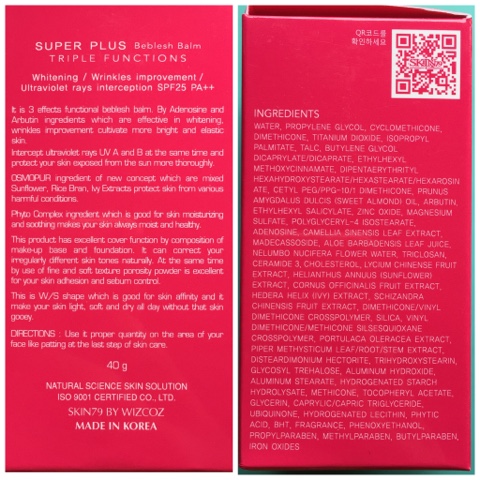 SUPER PLUS Beblesh Balm
TRIPLE FUNCTIONS
Whitening / Wrinkles improvement /
Ultraviolet rays interception SPF25 PA++
It is 3 effects functional beblesh balm. By Adenosine and
Arbutin ingredients which are effective in whitening,
wrinkles improvement cultivate more bright and elastic
skin.
Intercept ultraviolet rays UV A and B at the same time and
protect your skin exposed from the sun more thoroughly.
OSMOPUR ingredient of new concept which are mixed
Sunflower, Rice Bran, Ivy Extracts protect skin from various
harmful conditions.
Phyto Complex ingredient which is good for skin moisturizing
and soothing makes your skin always moist and healthy.
This product has excellent cover function by composition of
make-up base and foundation. It can correct your
irregularly different skin tones naturally. At the same time
by use of fine and soft texture porosity powder is excellent
for your skin adhesion and seburn control.
This is W/S shape which is good for skin affinity and it
make your skin light, soft and dry all day without that skin
gooey.
DIRECTIONS : Use it proper quantity on the area of your
face like patting at the last step of skin care.
40 g
NATURAL SCIENCE SKIN SOLUTION
ISO 9001 CERTIFIED CO., LTD.
SKIN79 BY WIZCOZ
MADE IN KOREA
QR코드를
확인하세요
SKIN79
INGREDIENTS
WATER, PROPYLENE GLYCOL, CYCLOMETHICONE,
DIMETHICONE, TITANIUM DIOXIDE, ISOPROPYL
PALMITATE, TALC, BUTYLENE GLYCOL
DICAPRYLATE/DICAPRATE, ETHYLHEXYL
METHOXYCINNAMATE, DIPENTAERYTHRITYL
HEXAHYDROXYSTEARATE/HEXASTEARATE/HEXAROSIN
ATE, CETYL PEG/PPG-10/1 DIMETHICONE, PRUNUS
AMYGDALUS DULCIS (SWEET ALMOND) OIL, ARBUTIN,
ETHYLHEXYL SALICYLATE, ZINC OXIDE, MAGNESIUM
SULFATE, POLYGLYCERYL-4 ISOSTEARATE,
ADENOSINE, CAMELLIA SINENSIS LEAF EXTRACT,
MADECASSOSIDE, ALOE BARBADENSIS LEAF JUICE,
NELUMBO NUCIFERA FLOWER WATER, TRICLOSAN,
CERAMIDE 3, CHOLESTEROL, LYCIUM CHINENSE FRUIT
EXTRACT, HELIANTHUS ANNUUS (SUNFLOWER)
EXTRACT, CORNUS OFFICINALIS FRUIT EXTRACT,
HEDERA HELIX (IVY) EXTRACT, SCHIZANDRA
CHINENSIS FRUIT EXTRACT, DIMETHICONE/VINYL
DIMETHICONE CROSSPOLYMER, SILICA, VINYL
DIMETHICONE/METHICONE SILSESQUIOXANE
CROSSPOLYMER, PORTULACA OLERACEA EXTRACT,
PIPER METHYSTICUM LEAF/ROOT/STEM EXTRACT,
DISTEARDIMONIUM HECTORITE, TRIHYDROXYSTEARIN,
GLYCOSYL TREHALOSE, ALUMINUM HYDROXIDE,
ALUMINUM STEARATE, HYDROGENATED STARCH
HYDROLYSATE, METHICONE, TOCOPHERYL ACETATE,
GLYCERIN, CAPRYLIC/CAPRIC TRIGLYCERIDE,
UBIQUINONE, HYDROGENATED LECITHIN, PHYTIC
ACID, BHT, FRAGRANCE, PHENOXYETHANOL,
PROPYLPARABEN, METHYLPARABEN, BUTYLPARABEN,
IRON OXIDES